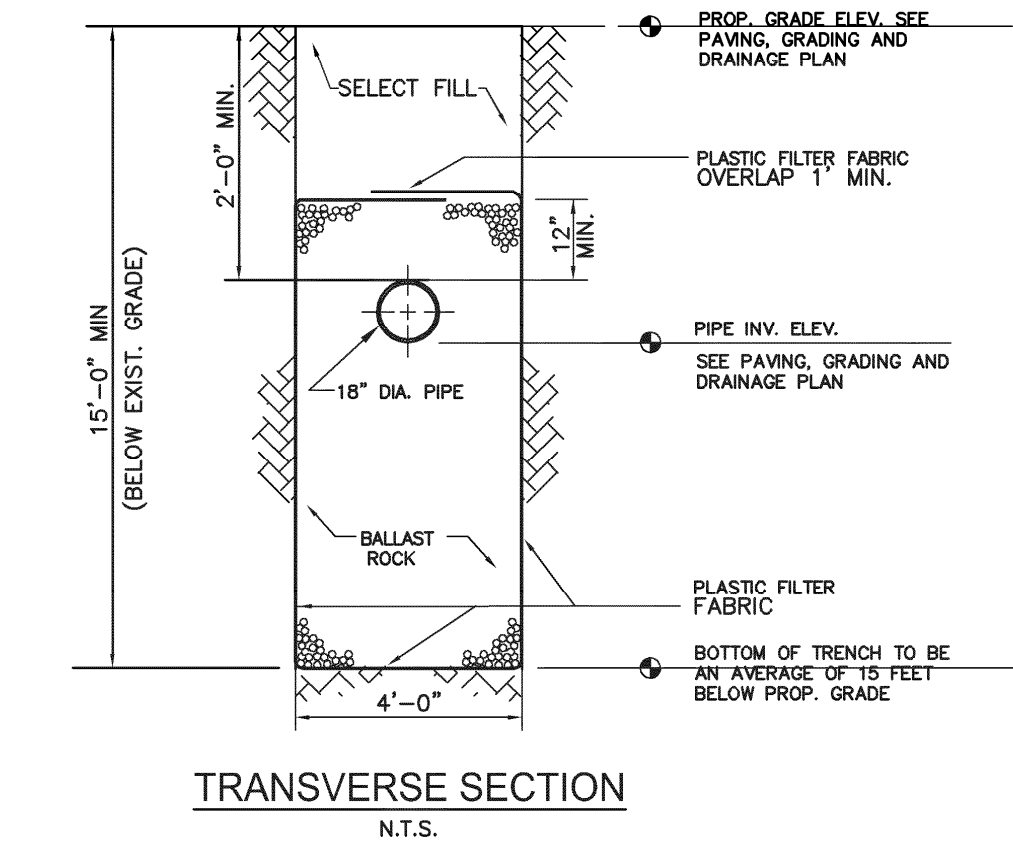 PROP. GRADE ELEV. SEE
PAVING, GRADING AND
DRAINAGE PLAN
SELECT FILL
2'-0" MIN.
PLASTIC FILTER FABRIC
OVERLAP 1' MIN.
12"
MIN.
15'-0" MIN
(BELOW EXIST. GRADE)
PIPE INV. ELEV.
SEE PAVING, GRADING AND
DRAINAGE PLAN
18" DIA. PIPE
BALLAST
ROCK
PLASTIC FILTER
FABRIC
BOTTOM OF TRENCH TO BE
AN AVERAGE OF 15 FEET
BELOW PROP. GRADE
4'-0"
TRANSVERSE SECTION
N.T.S.